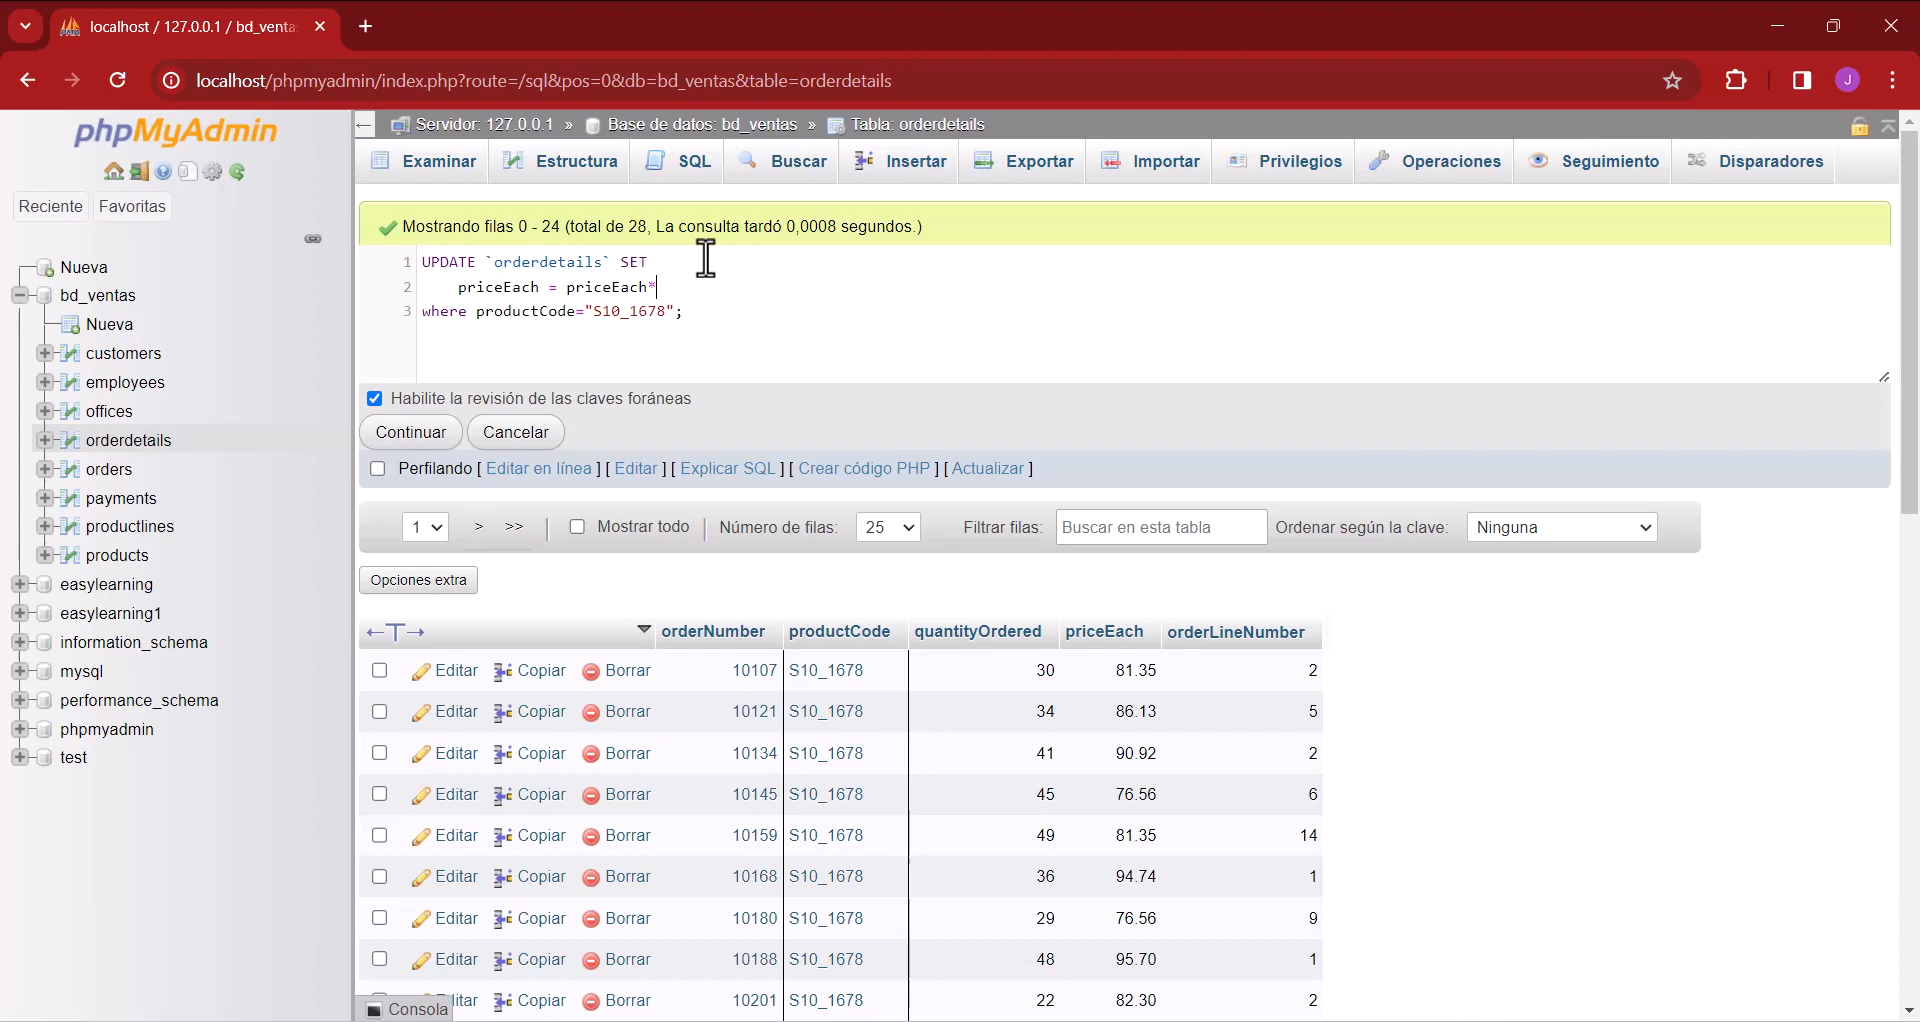 localhost / 127.0.0.1 / bd_venta
localhost/phpmyadmin/index.php?route=/sql&pos=0&db=bd_ventas&table=orderdetails
J
phpMyAdmin
Reciente
Favoritas
Nueva
bd_ventas
Nueva
customers
employees
offices
orderdetails
orders
payments
productlines
products
easylearning
easylearning1
information_schema
mysql
performance_schema
phpmyadmin
test
Servidor: 127.0.0.1 » Base de datos: bd_ventas » Tabla: orderdetails
Examinar Estructura SQL Buscar Insertar Exportar Importar Privilegios Operaciones Seguimiento Disparadores
Mostrando filas 0 - 24 (total de 28, La consulta tardó 0,0008 segundos.)
1 UPDATE `orderdetails` SET
2 priceEach = priceEach*
3 where productCode="S10_1678";
Habilite la revisión de las claves foráneas
Continuar Cancelar
Perfilando [ Editar en línea ] [ Editar ] [ Explicar SQL ] [ Crear código PHP ] [ Actualizar ]
1 > >> | Mostrar todo | Número de filas: 25 Filtrar filas: Buscar en esta tabla Ordenar según la clave: Ninguna
Opciones extra
←T→ orderNumber productCode quantityOrdered priceEach orderLineNumber
Editar Copiar Borrar 10107 S10_1678 30 81.35 2
Editar Copiar Borrar 10121 S10_1678 34 86.13 5
Editar Copiar Borrar 10134 S10_1678 41 90.92 2
Editar Copiar Borrar 10145 S10_1678 45 76.56 6
Editar Copiar Borrar 10159 S10_1678 49 81.35 14
Editar Copiar Borrar 10168 S10_1678 36 94.74 1
Editar Copiar Borrar 10180 S10_1678 29 76.56 9
Editar Copiar Borrar 10188 S10_1678 48 95.70 1
itar Copiar Borrar 10201 S10_1678 22 82.30 2
Consola